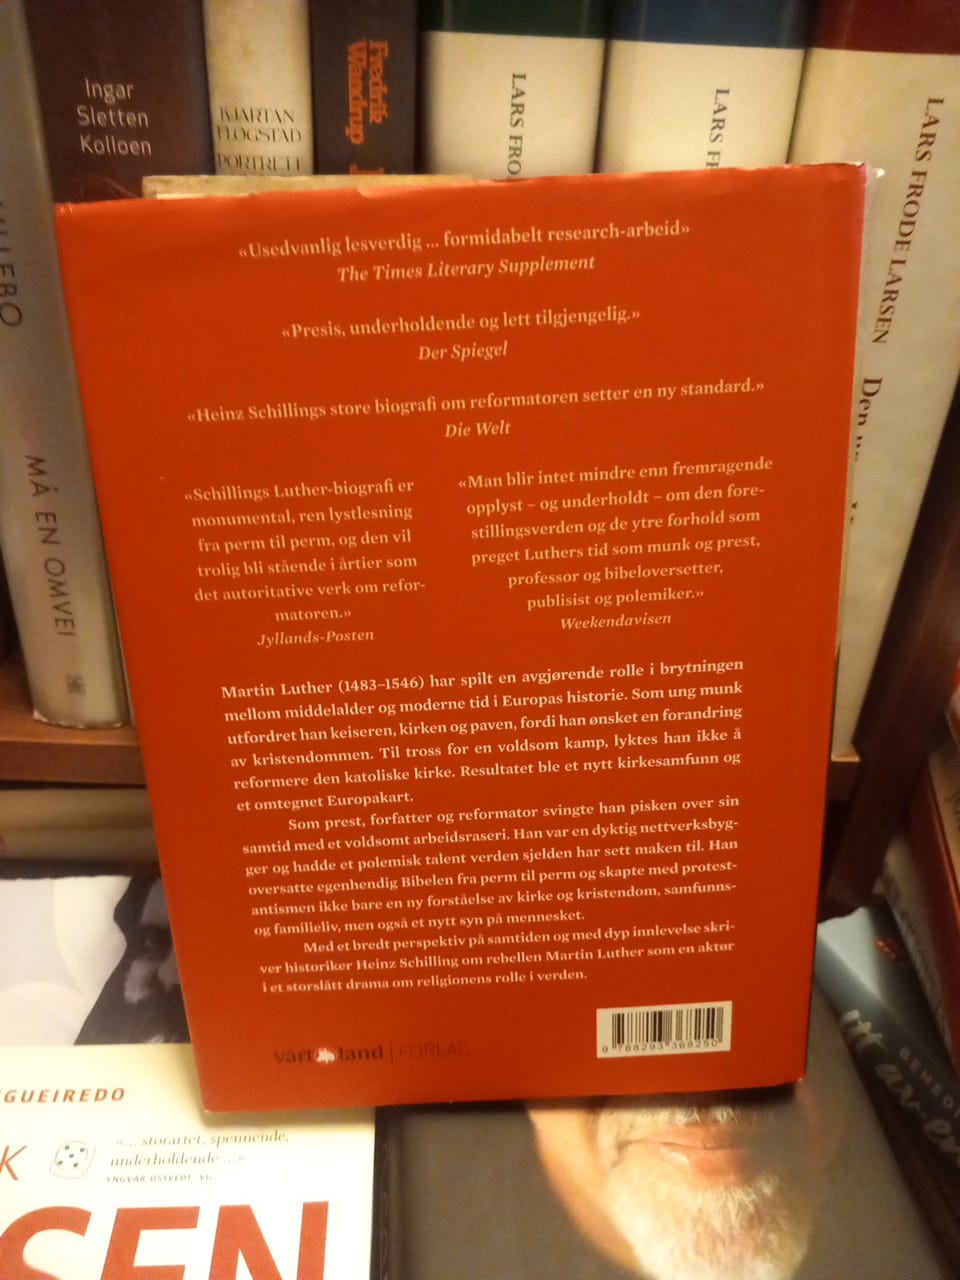 Ingar
Sletten
Kolloen
KJARTAN
FLØGSTAD
PORTRETT
Fredrik
Wandrup
LARS FRO
LARS FR
LARS FRODE LARSEN
Den
MÅ EN OMVEI
«Usedvanlig lesverdig ... formidabelt research-arbeid»
The Times Literary Supplement
«Presis, underholdende og lett tilgjengelig.»
Der Spiegel
«Heinz Schillings store biografi om reformatoren setter en ny standard.»
Die Welt
«Schillings Luther-biografi er
monumental, ren lystlesning
fra perm til perm, og den vil
trolig bli stående i årtier som
det autoritative verk om refor-
matoren.»
Jyllands-Posten
«Man blir intet mindre enn fremragende
opplyst – og underholdt – om den fore-
stillingsverden og de ytre forhold som
preget Luthers tid som munk og prest,
professor og bibeloversetter,
publisist og polemiker.»
Weekendavisen
Martin Luther (1483–1546) har spilt en avgjørende rolle i brytningen
mellom middelalder og moderne tid i Europas historie. Som ung munk
utfordret han keiseren, kirken og paven, fordi han ønsket en forandring
av kristendommen. Til tross for en voldsom kamp, lyktes han ikke å
reformere den katolske kirke. Resultatet ble et nytt kirkesamfunn og
et omtegnet Europakart.
Som prest, forfatter og reformator svingte han pisken over sin
samtid med et voldsomt arbeidsraseri. Han var en dyktig nettverksbyg-
ger og hadde et polemisk talent verden sjelden har sett maken til. Han
oversatte egenhendig Bibelen fra perm til perm og skapte med protest-
antismen ikke bare en ny forståelse av kirke og kristendom, samfunns-
og familieliv, men også et nytt syn på mennesket.
Med et bredt perspektiv på samtiden og med dyp innlevelse skri-
ver historiker Heinz Schilling om rebellen Martin Luther som en aktør
i et storslått drama om religionens rolle i verden.
vårt land | FORLAG
9 788293 368250
GUEIREDO
«... storartet, spennende,
underholdende ...»
YNGVAR USTVEDT, VG
K
SEN
BENEDI